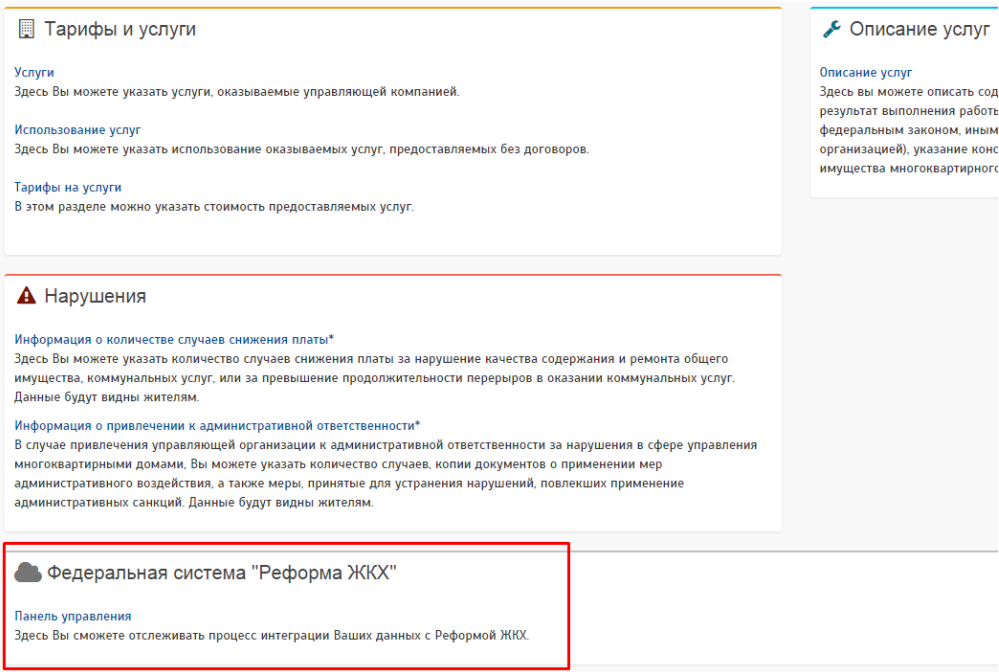 Тарифы и услуги
Услуги
Здесь Вы можете указать услуги, оказываемые управляющей компанией.
Использование услуг
Здесь Вы можете указать использование оказываемых услуг, предоставляемых без договоров.
Тарифы на услуги
В этом разделе можно указать стоимость предоставляемых услуг.
Описание услуг
Описание услуг
Здесь вы можете описать сод
результат выполнения работы
федеральным законом, иным
организацией), указание конс
имущества многоквартирного
Нарушения
Информация о количестве случаев снижения платы*
Здесь Вы можете указать количество случаев снижения платы за нарушение качества содержания и ремонта общего
имущества, коммунальных услуг, или за превышение продолжительности перерыров в оказании коммунальных услуг.
Данные будут видны жителям.
Информация о привлечении к административной ответственности*
В случае привлечения управляющей организации к административной ответственности за нарушения в сфере управления
многоквартирными домами, Вы можете указать количество случаев, копии документов о применении мер
административного воздействия, а также меры, принятые для устранения нарушений, повлекших применение
административных санкций. Данные будут видны жителям.
Федеральная система "Реформа ЖКХ"
Панель управления
Здесь Вы сможете отслеживать процесс интеграции Ваших данных с Реформой ЖКХ.